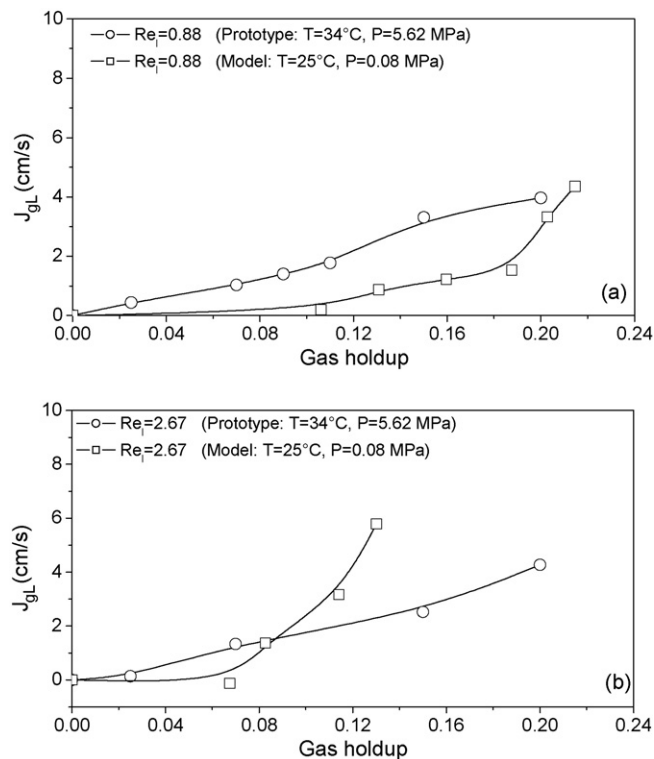 10
8
6
4
2
0
J_gL (cm/s)
Re_l=0.88 (Prototype: T=34°C, P=5.62 MPa)
Re_l=0.88 (Model: T=25°C, P=0.08 MPa)
(a)
0.00 0.04 0.08 0.12 0.16 0.20 0.24
Gas holdup
10
8
6
4
2
0
J_gL (cm/s)
Re_l=2.67 (Prototype: T=34°C, P=5.62 MPa)
Re_l=2.67 (Model: T=25°C, P=0.08 MPa)
(b)
0.00 0.04 0.08 0.12 0.16 0.20 0.24
Gas holdup